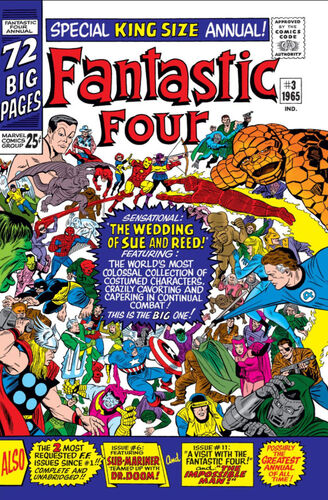 FANTASTIC
FOUR
ANNUAL
SPECIAL KING SIZE ANNUAL!
APPROVED
BY THE
COMICS
CODE
AUTHORITY
72
BIG
PAGES
Fantastic
Four
#3
1965
IND.
MARVEL
COMICS
GROUP
25¢
SENSATIONAL:
THE WEDDING
OF SUE AND REED!"
FEATURING:
THE WORLD'S MOST
COLOSSAL COLLECTION OF
COSTUMED CHARACTERS,
CRAZILY CAVORTING AND
CAPERING IN CONTINUAL
COMBAT!
THIS IS THE BIG ONE!
ALSO
THE 2 MOST
REQUESTED F.F.
ISSUES SINCE #1!!
COMPLETE AND
UNABRIDGED!!
ISSUE #6:
FEATURING
SUB-MARINER
TEAMED UP WITH
DR. DOOM!
And
ISSUE #11:
"A VISIT WITH THE
FANTASTIC FOUR!"
and "THE
IMPOSSIBLE
MAN!"
POSSIBLY
THE
GREATEST
ANNUAL
OF ALL
TIME!